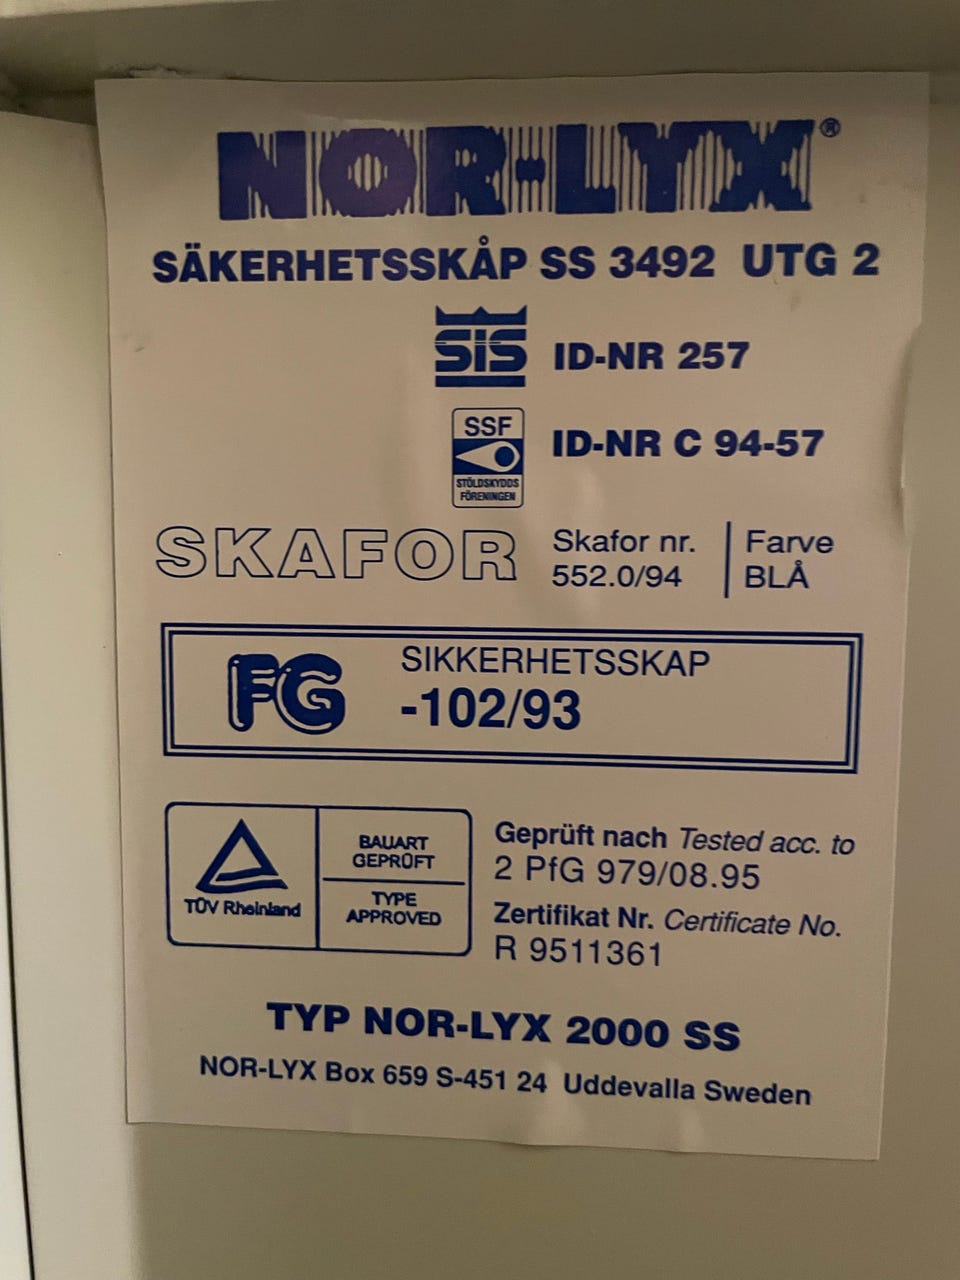 NOR-LYX®
SÄKERHETSSKÅP SS 3492 UTG 2
SIS ID-NR 257
SSF
STÖLDSKYDDS
FÖRENINGEN
ID-NR C 94-57
SKAFOR
Skafor nr.
552.0/94
Farve
BLÅ
FG
SIKKERHETSSKAP
-102/93
TÜV Rheinland
BAUART
GEPRÜFT
TYPE
APPROVED
Geprüft nach Tested acc. to
2 PfG 979/08.95
Zertifikat Nr. Certificate No.
R 9511361
TYP NOR-LYX 2000 SS
NOR-LYX Box 659 S-451 24 Uddevalla Sweden